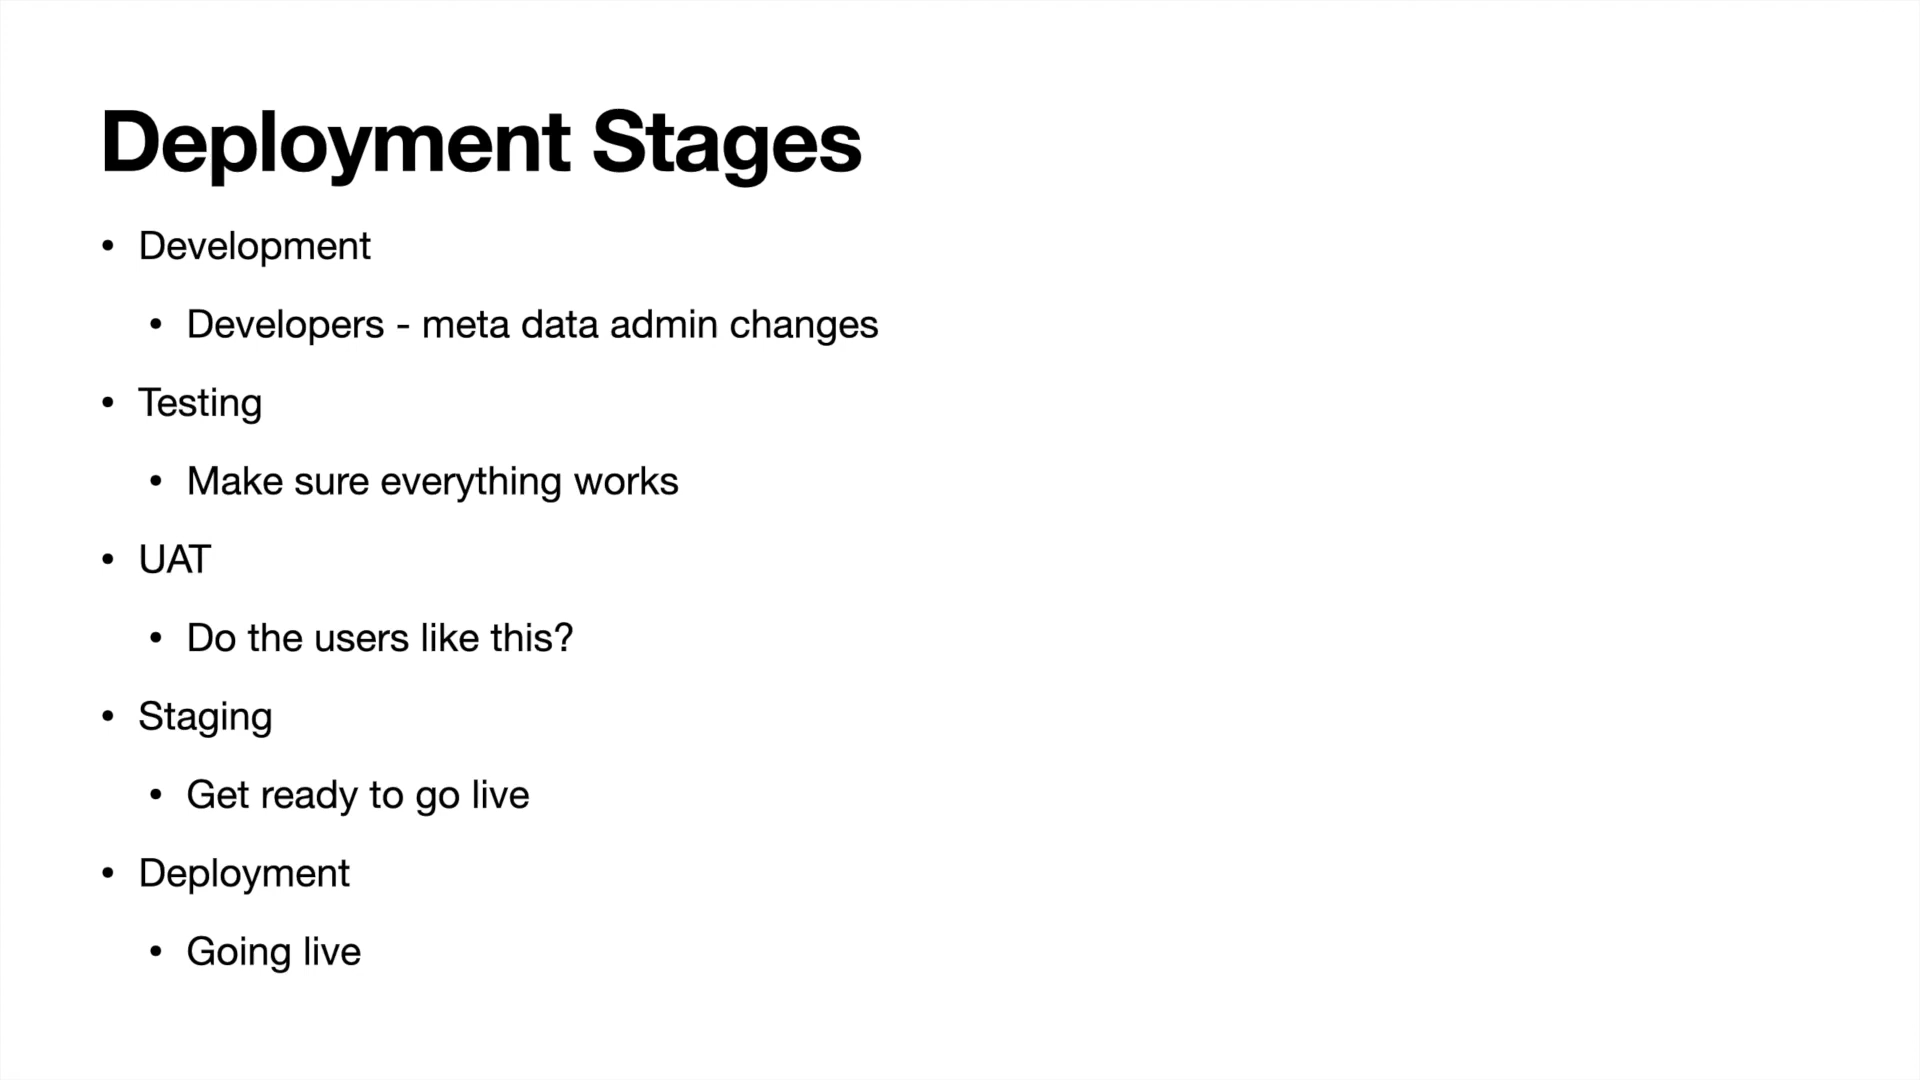 Deployment Stages
• Development
• Developers - meta data admin changes
• Testing
• Make sure everything works
• UAT
• Do the users like this?
• Staging
• Get ready to go live
• Deployment
• Going live